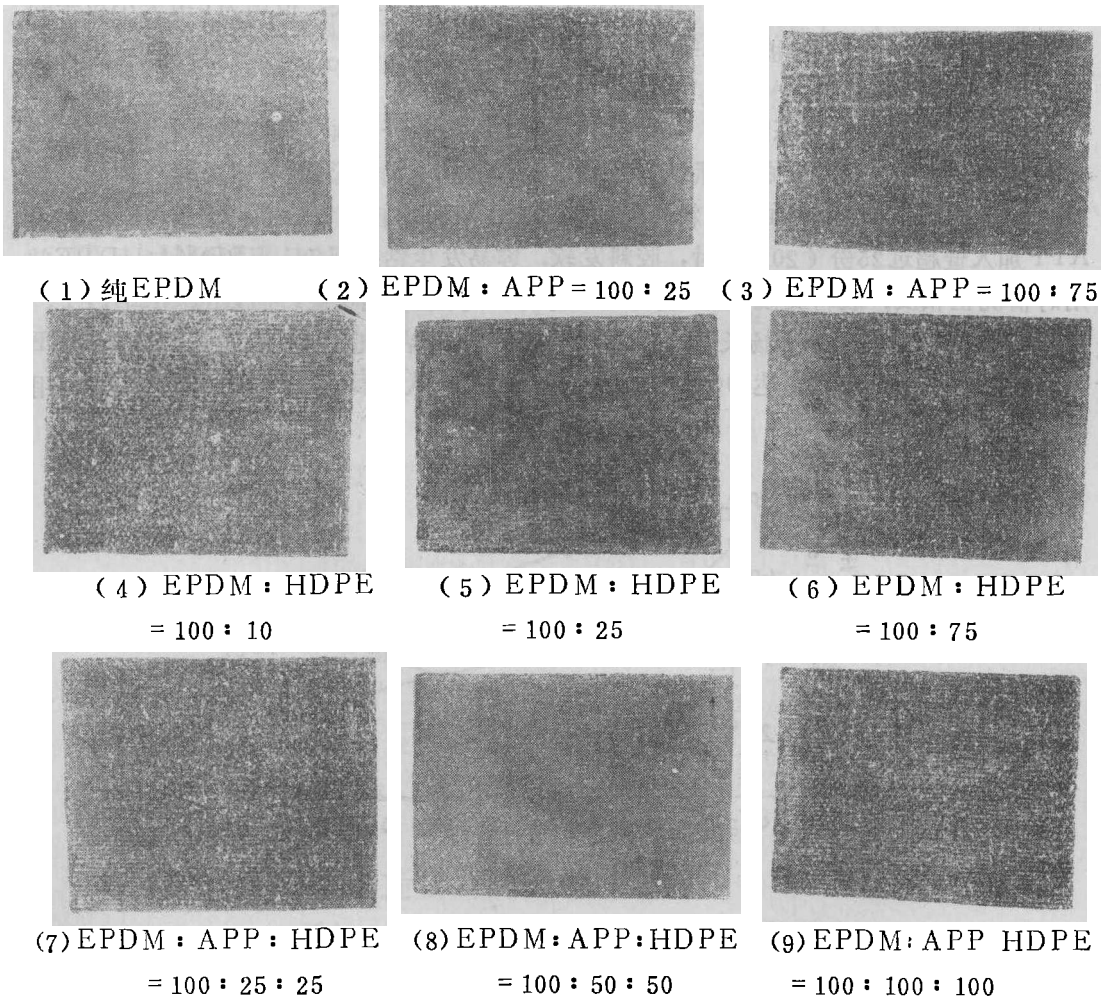 (1)纯EPDM
(2)EPDM:APP=100:25
(3)EPDM:APP=100:75
(4)EPDM:HDPE
=100:10
(5)EPDM:HDPE
=100:25
(6)EPDM:HDPE
=100:75
(7)EPDM:APP:HDPE
=100:25:25
(8)EPDM:APP:HDPE
=100:50:50
(9)EPDM:APP HDPE
=100:100:100